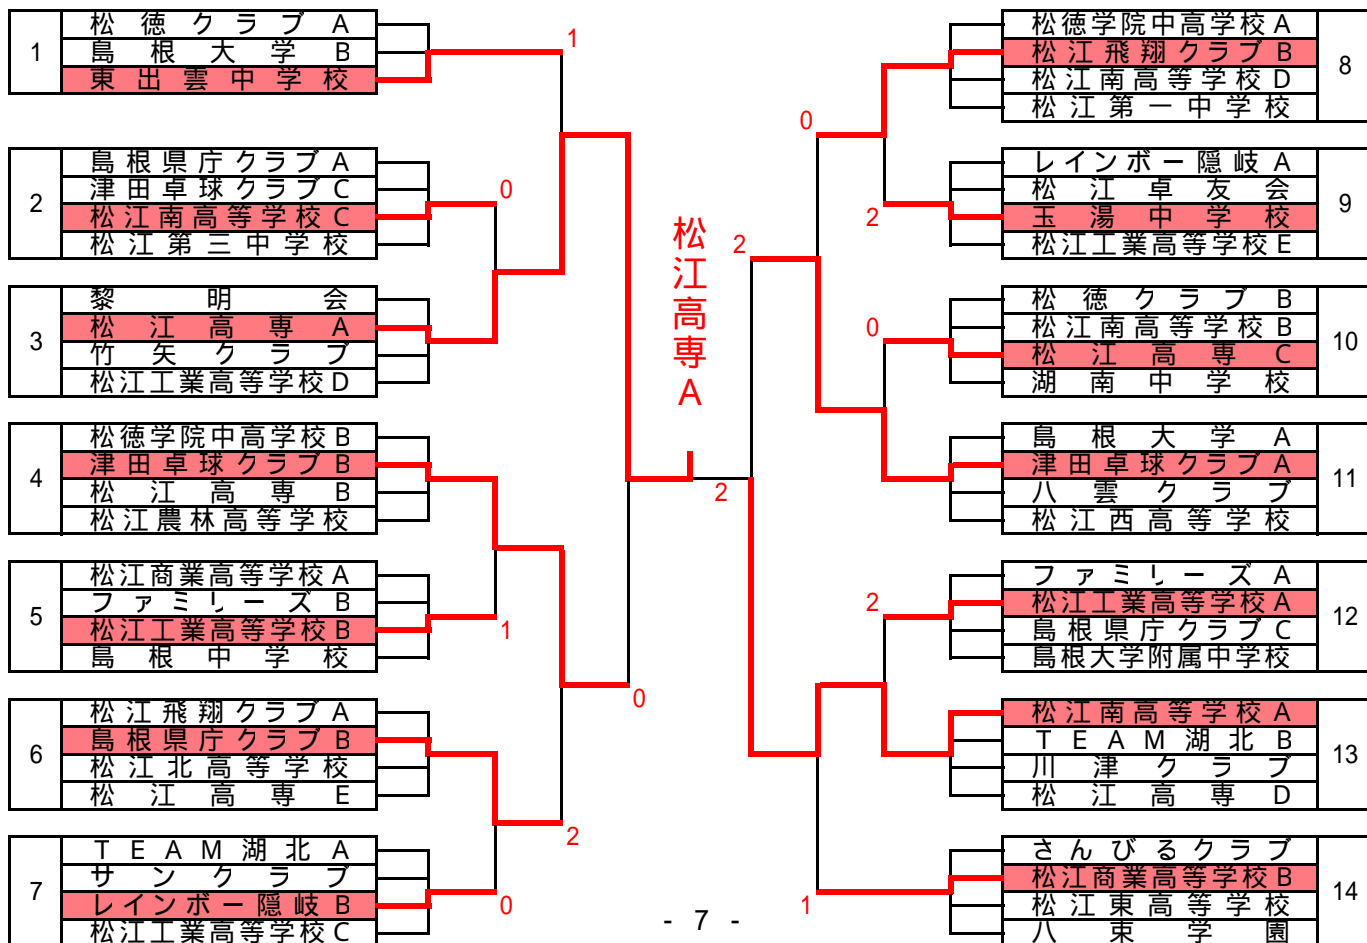 1
松徳クラブA
島根大学B
東出雲中学校
2
島根県庁クラブA
津田卓球クラブC
松江南高等学校C
松江第三中学校
3
黎明会
松江高専A
竹矢クラブ
松江工業高等学校D
4
松徳学院中高学校B
津田卓球クラブB
松江高専B
松江農林高等学校
5
松江商業高等学校A
ファミリーズB
松江工業高等学校B
島根中学校
6
松江飛翔クラブA
島根県庁クラブB
松江北高等学校
松江高専E
7
TEAM湖北A
サンクラブ
レインボー隠岐B
松江工業高等学校C
1
0
1
2
0
0
松江高専A
2
2
0
2
0
2
1
松徳学院中高学校A
松江飛翔クラブB
松江南高等学校D
松江第一中学校
8
レインボー隠岐A
松江卓友会
玉湯中学校
松江工業高等学校E
9
松徳クラブB
松江南高等学校B
松江高専C
湖南中学校
10
島根大学A
津田卓球クラブA
八雲クラブ
松江西高等学校
11
ファミリーズA
松江工業高等学校A
島根県庁クラブC
島根大学附属中学校
12
松江南高等学校A
TEAM湖北B
川津クラブ
松江高専D
13
さんびるクラブ
松江商業高等学校B
松江東高等学校
八束学園
14
- 7 -